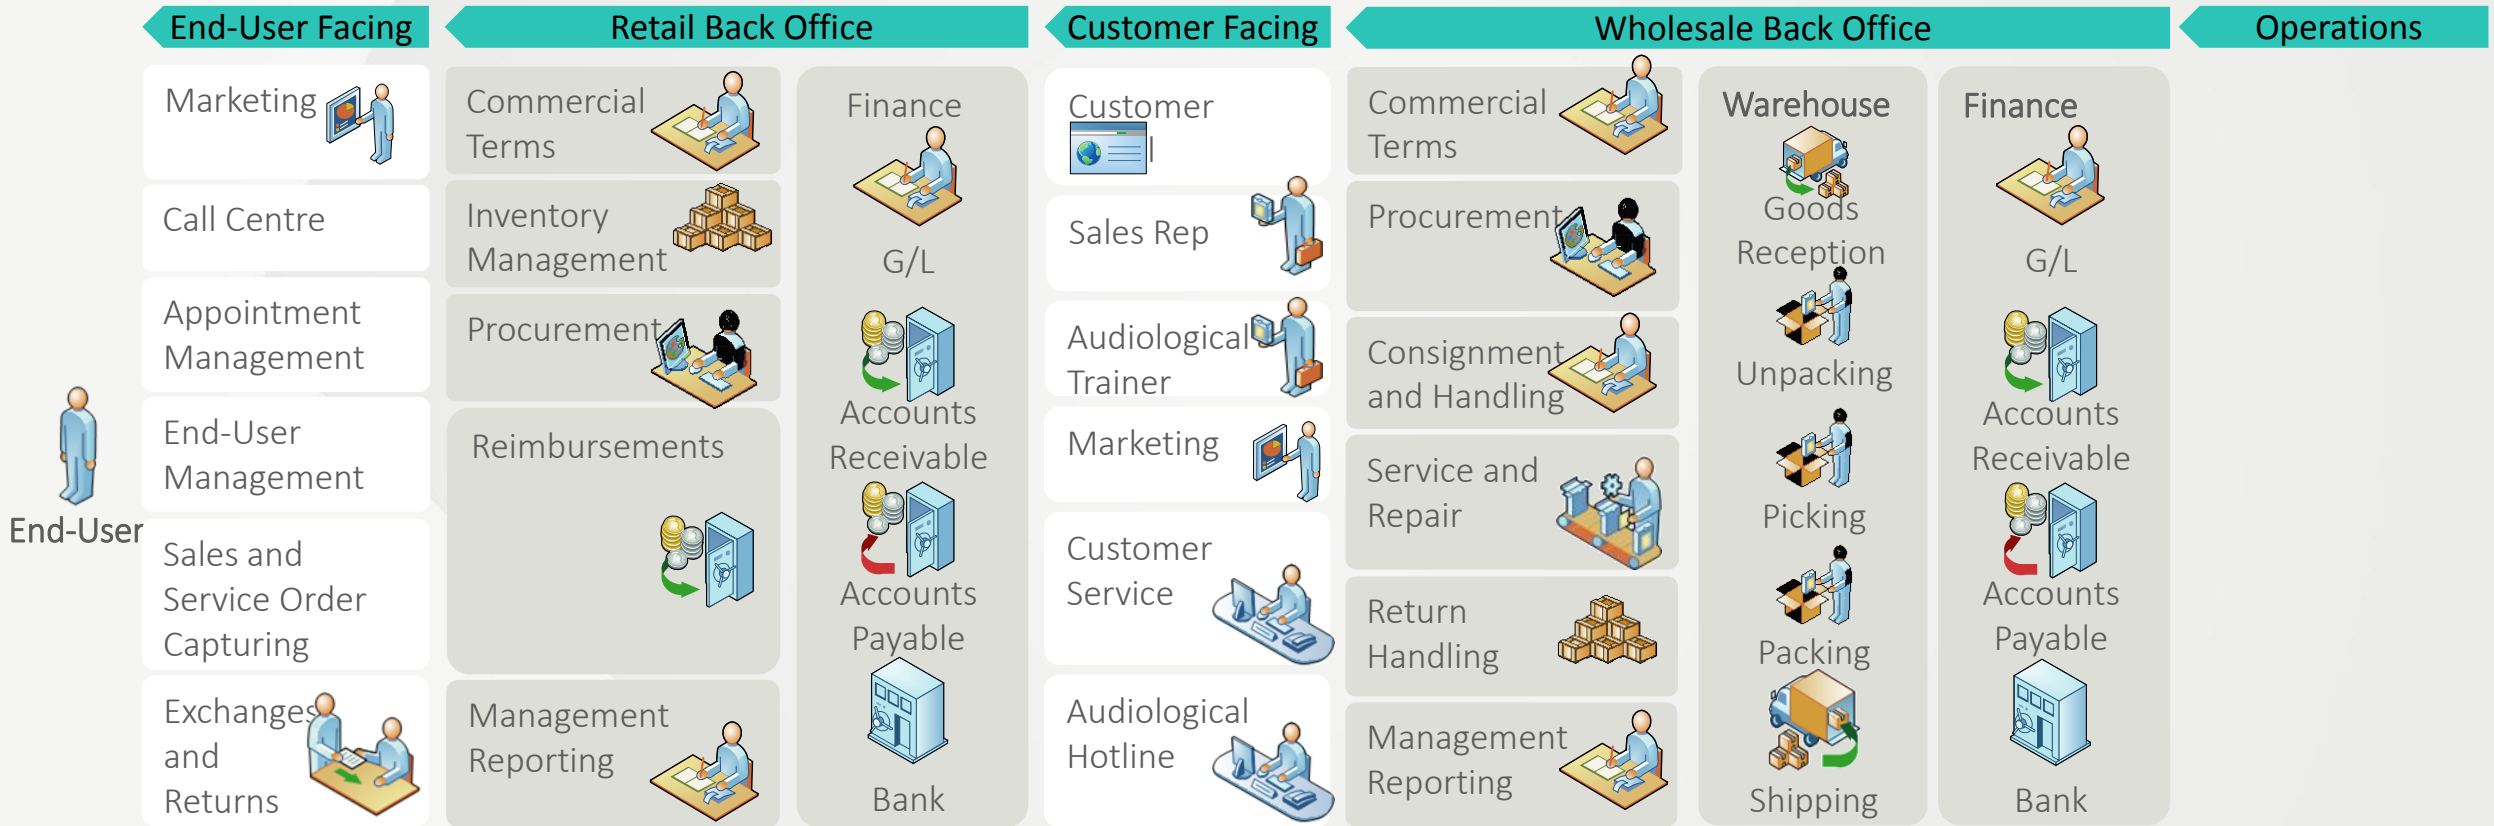 End-User Facing
Retail Back Office
Customer Facing
Wholesale Back Office
Operations
End-User
Marketing
Call Centre
Appointment
Management
End-User
Management
Sales and
Service Order
Capturing
Exchanges
and
Returns
Commercial
Terms
Inventory
Management
Procurement
Reimbursements
Management
Reporting
Finance
G/L
Accounts
Receivable
Accounts
Payable
Bank
Customer
Sales Rep
Audiological
Trainer
Marketing
Customer
Service
Audiological
Hotline
Commercial
Terms
Procurement
Consignment
and Handling
Service and
Repair
Return
Handling
Management
Reporting
Warehouse
Goods
Reception
Unpacking
Picking
Packing
Shipping
Finance
G/L
Accounts
Receivable
Accounts
Payable
Bank